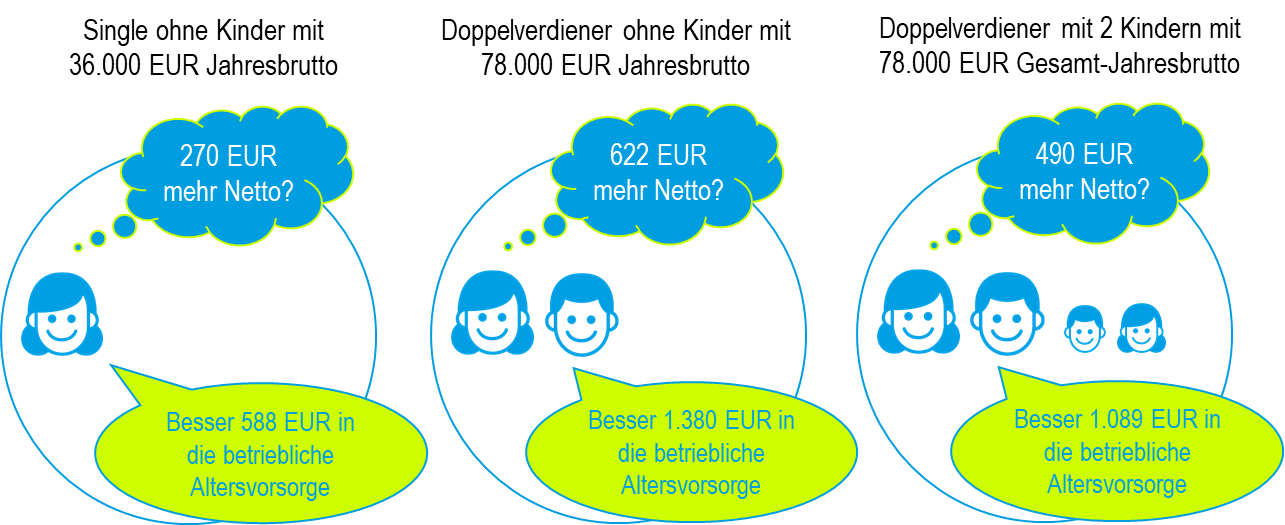 Single ohne Kinder mit
36.000 EUR Jahresbrutto
270 EUR
mehr Netto?
Besser 588 EUR in
die betriebliche
Altersvorsorge
Doppelverdiener ohne Kinder mit
78.000 EUR Jahresbrutto
622 EUR
mehr Netto?
Besser 1.380 EUR in
die betriebliche
Altersvorsorge
Doppelverdiener mit 2 Kindern mit
78.000 EUR Gesamt-Jahresbrutto
490 EUR
mehr Netto?
Besser 1.089 EUR in
die betriebliche
Altersvorsorge